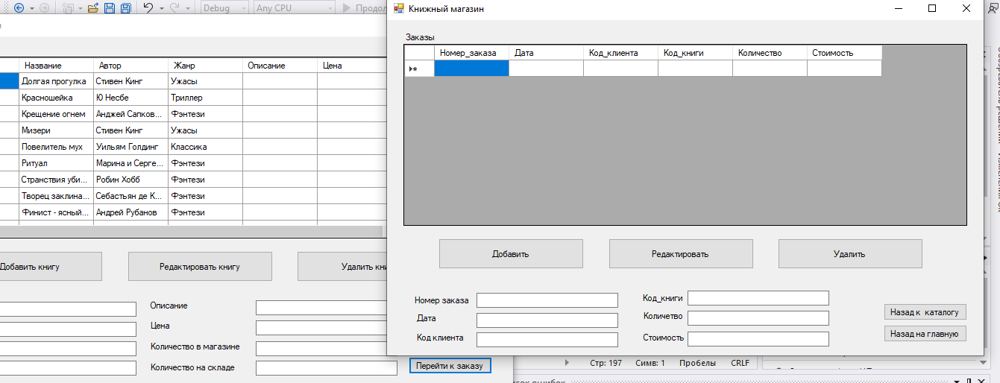 Debug
Any CPU
Продол
Название Автор Жанр Описание Цена
Долгая прогулка Стивен Кинг Ужасы
Красношейка Ю Несбе Триллер
Крещение огнем Анджей Сапков... Фэнтези
Мизери Стивен Кинг Ужасы
Повелитель мух Уильям Голдинг Классика
Ритуал Марина и Серге... Фэнтези
Странствия уби... Робин Хобб Фэнтези
Творец заклина... Себастьян де К... Фэнтези
Финист - ясный... Андрей Рубанов Фэнтези
Добавить книгу Редактировать книгу Удалить кни
Описание
Цена
Количество в магазине
Количество на складе
Перейти к заказу
Книжный магазин
Заказы
Номер_заказа Дата Код_клиента Код_книги Количество Стоимость
Добавить Редактировать Удалить
Номер заказа Код_книги
Дата Количетво
Код клиента Стоимость
Назад к каталогу
Назад на главную
Стр: 197 Симв: 1 Пробелы CRLF